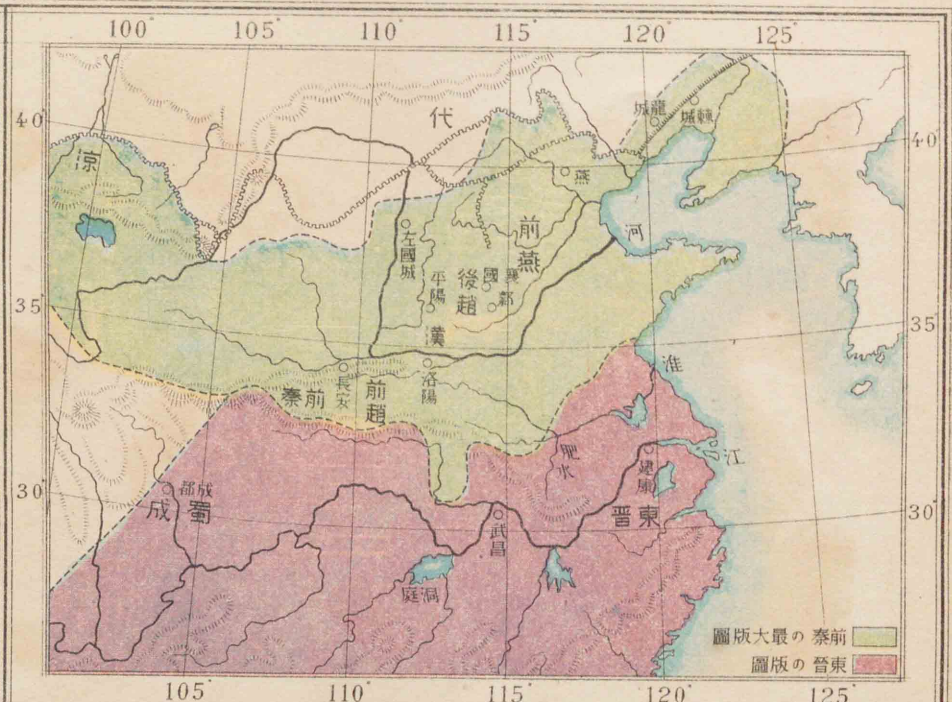 100°
105°
110°
115°
120°
125°
40
40
35
35
30
30
105°
110°
115°
120°
125°
代
涼
龍城
棘城
燕
前燕
河
左國城
平陽
後趙
襄國
鄴
漢
洛陽
長安
前趙
前秦
淮
肥水
建康
江
成都
成
蜀
武昌
東晉
洞庭
前秦の最大版圖
東晉の版圖